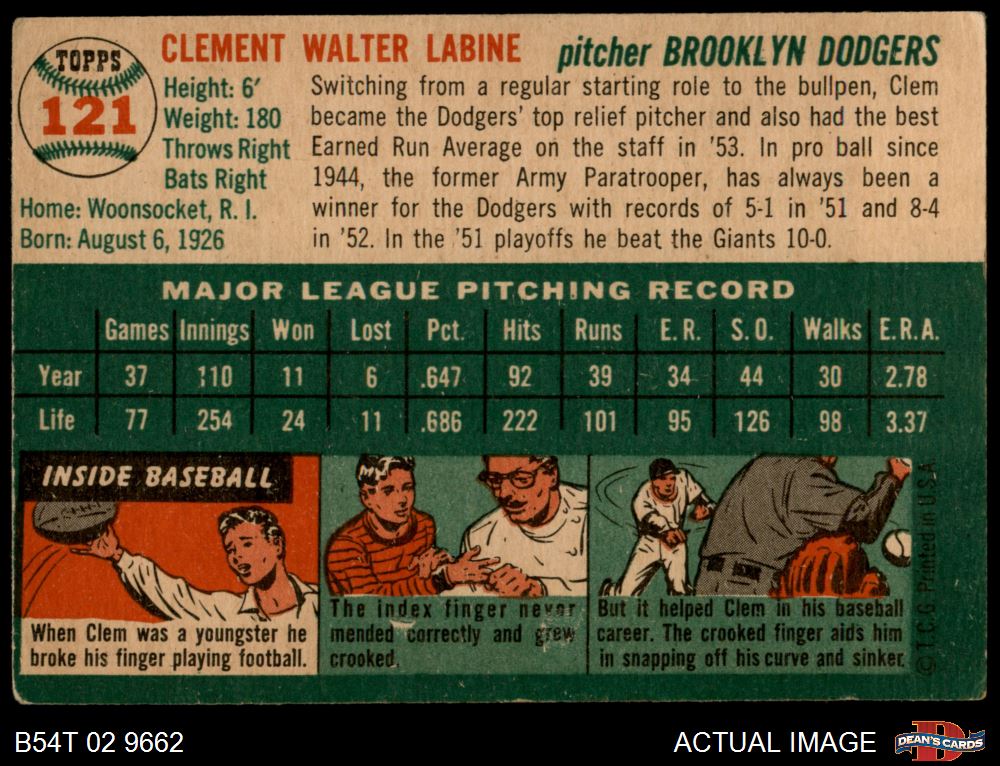 TOPPS
121
CLEMENT WALTER LABINE pitcher BROOKLYN DODGERS
Height: 6'
Weight: 180
Throws Right
Bats Right
Home: Woonsocket, R. I.
Born: August 6, 1926
Switching from a regular starting role to the bullpen, Clem
became the Dodgers' top relief pitcher and also had the best
Earned Run Average on the staff in '53. In pro ball since
1944, the former Army Paratrooper, has always been a
winner for the Dodgers with records of 5-1 in '51 and 8-4
in '52. In the '51 playoffs he beat the Giants 10-0.
MAJOR LEAGUE PITCHING RECORD
Games Innings Won Lost Pct. Hits Runs E. R. S. O. Walks E. R. A.
Year 37 110 11 6 .647 92 39 34 44 30 2.78
Life 77 254 24 11 .686 222 101 95 126 98 3.37
INSIDE BASEBALL
When Clem was a youngster he
broke his finger playing football.
The index finger never
mended correctly and grew
crooked.
But it helped Clem in his baseball
career. The crooked finger aids him
in snapping off his curve and sinker.
© T. C. G. Printed in U. S. A.
B54T 02 9662
ACTUAL IMAGE
DEAN'S CARDS